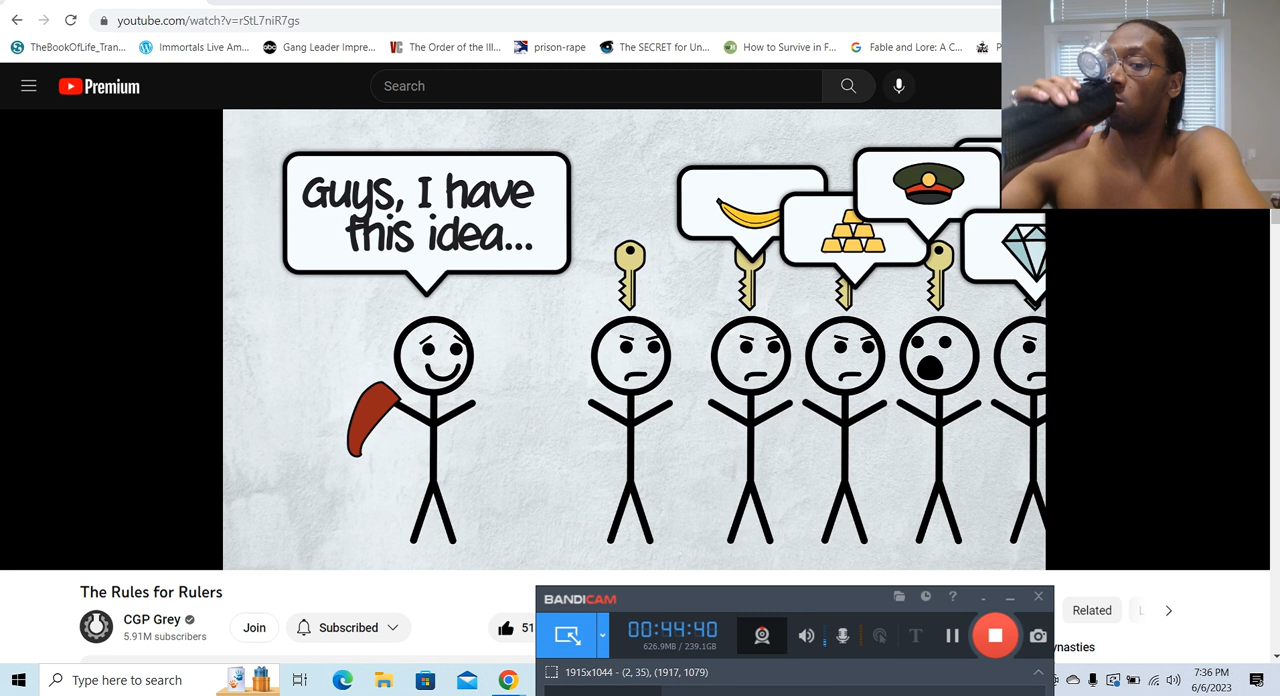 youtube.com/watch?v=rStL7niR7gs
TheBookOfLife_Tran...
Immortals Live Am...
Gang Leader Impre...
The Order of the Ill...
prison-rape
The SECRET for Un...
How to Survive in F...
Fable and Lore: A C...
Premium
Search
Guys, I have
this idea...
The Rules for Rulers
CGP Grey
5.91M subscribers
Join
Subscribed
51
Related
nasties
BANDICAM
00:44:40
626.9MB / 239.1GB
1915x1044 - (2, 35), (1917, 1079)
Type here to search
7:36 PM
6/6/2023